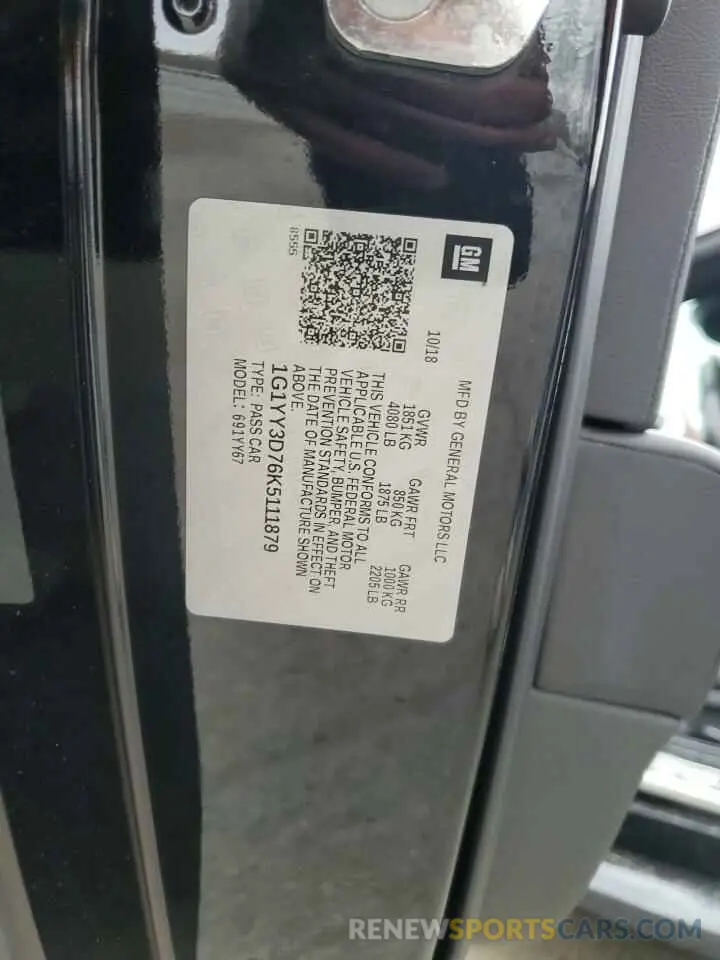 GM
8556
MFD BY GENERAL MOTORS LLC
10/18
GVWR GAWR FRT GAWR RR
1851 KG 850 KG 1000 KG
4080 LB 1875 LB 2205 LB
THIS VEHICLE CONFORMS TO ALL
APPLICABLE U.S. FEDERAL MOTOR
VEHICLE SAFETY, BUMPER, AND THEFT
PREVENTION STANDARDS IN EFFECT ON
THE DATE OF MANUFACTURE SHOWN
ABOVE.
1G1YY3D76K5111879
TYPE: PASS CAR
MODEL: 691YY67
RENEWSPORTSCARS.COM